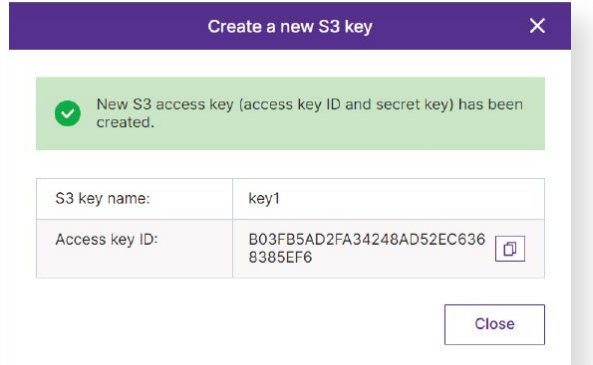 Create a new S3 key
New S3 access key (access key ID and secret key) has been
created.
S3 key name:
key1
Access key ID:
B03FB5AD2FA34248AD52EC636
8385EF6
Close